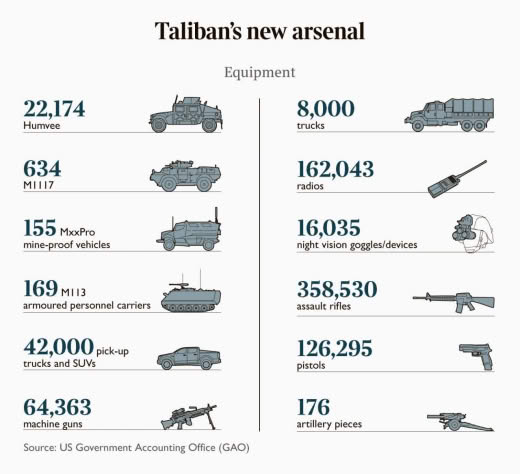 Taliban's new arsenal
Equipment
22,174
Humvee
634
M1117
155 MxxPro
mine-proof vehicles
169 M113
armoured personnel carriers
42,000 pick-up
trucks and SUVs
64,363
machine guns
8,000
trucks
162,043
radios
16,035
night vision goggles/devices
358,530
assault rifles
126,295
pistols
176
artillery pieces
Source: US Government Accounting Office (GAO)